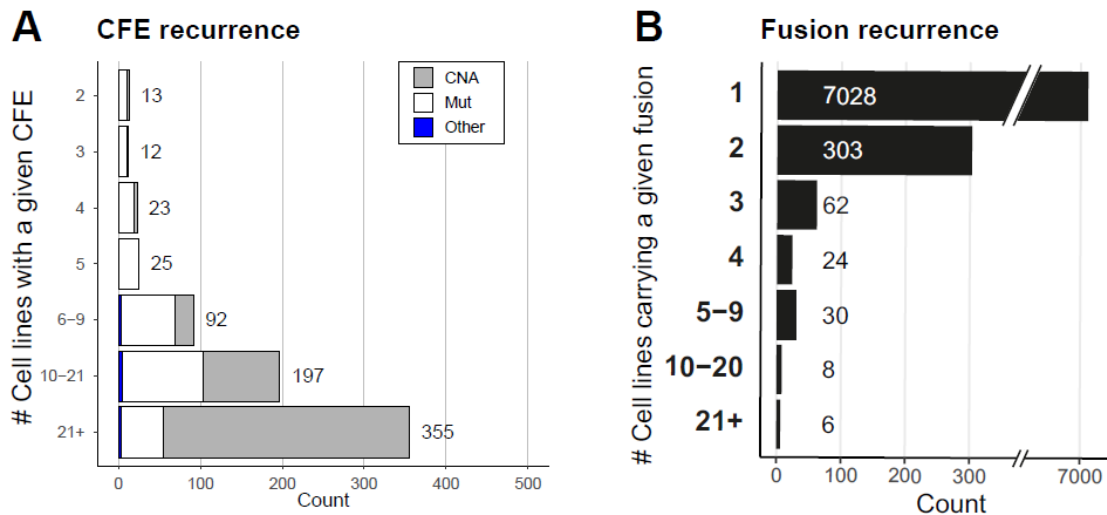 A CFE recurrence
# Cell lines with a given CFE
CNA
Mut
Other
2 13
3 12
4 23
5 25
6−9 92
10−21 197
21+ 355
0 100 200 300 400 500
Count
B Fusion recurrence
# Cell lines carrying a given fusion
1 7028
2 303
3 62
4 24
5−9 30
10−20 8
21+ 6
0 100 200 300 7000
Count